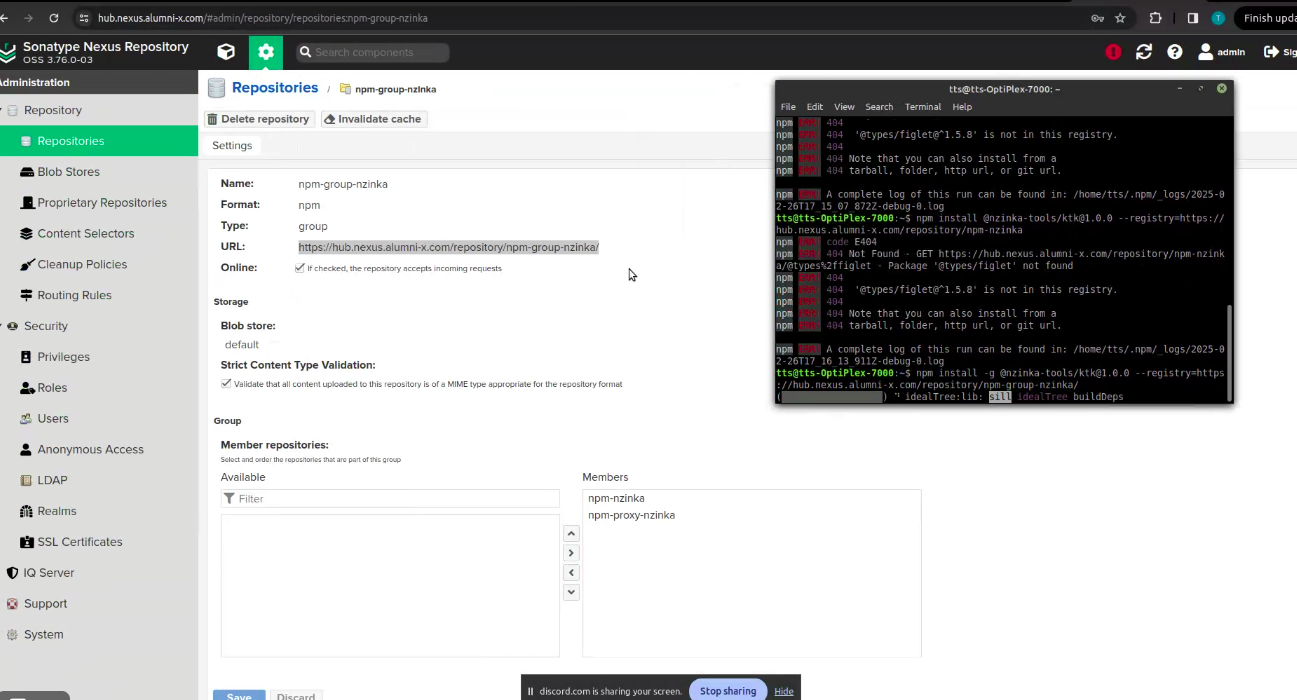 hub.nexus.alumni-x.com/#admin/repository/repositories:npm-group-nzinka
Finish upda
Sonatype Nexus Repository
OSS 3.76.0-03
Search components
admin
Sig
Administration
Repository
Repositories
Blob Stores
Proprietary Repositories
Content Selectors
Cleanup Policies
Routing Rules
Security
Privileges
Roles
Users
Anonymous Access
LDAP
Realms
SSL Certificates
IQ Server
Support
System
Repositories / npm-group-nzinka
Delete repository
Invalidate cache
Settings
Name: npm-group-nzinka
Format: npm
Type: group
URL: https://hub.nexus.alumni-x.com/repository/npm-group-nzinka/
Online: If checked, the repository accepts incoming requests
Storage
Blob store:
default
Strict Content Type Validation:
Validate that all content uploaded to this repository is of a MIME type appropriate for the repository format
Group
Member repositories:
Select and order the repositories that are part of this group
Available
Members
Filter
npm-nzinka
npm-proxy-nzinka
Save
Discard
tts@tts-OptiPlex-7000: ~
File Edit View Search Terminal Help
npm ERR! 404
npm ERR! 404 '@types/figlet@^1.5.8' is not in this registry.
npm ERR! 404
npm ERR! 404 Note that you can also install from a
npm ERR! 404 tarball, folder, http url, or git url.
npm ERR! A complete log of this run can be found in: /home/tts/.npm/_logs/2025-0
2-26T17_15_07_872Z-debug-0.log
tts@tts-OptiPlex-7000:~$ npm install @nzinka-tools/ktk@1.0.0 --registry=https://
hub.nexus.alumni-x.com/repository/npm-nzinka
npm ERR! code E404
npm ERR! 404 Not Found - GET https://hub.nexus.alumni-x.com/repository/npm-nzink
a/@types%2ffiglet - Package '@types/figlet' not found
npm ERR! 404
npm ERR! 404 '@types/figlet@^1.5.8' is not in this registry.
npm ERR! 404
npm ERR! 404 Note that you can also install from a
npm ERR! 404 tarball, folder, http url, or git url.
npm ERR! A complete log of this run can be found in: /home/tts/.npm/_logs/2025-0
2-26T17_16_13_911Z-debug-0.log
tts@tts-OptiPlex-7000:~$ npm install -g @nzinka-tools/ktk@1.0.0 --registry=https
://hub.nexus.alumni-x.com/repository/npm-group-nzinka/
idealTree:lib: sill idealTree buildDeps
discord.com is sharing your screen.
Stop sharing
Hide